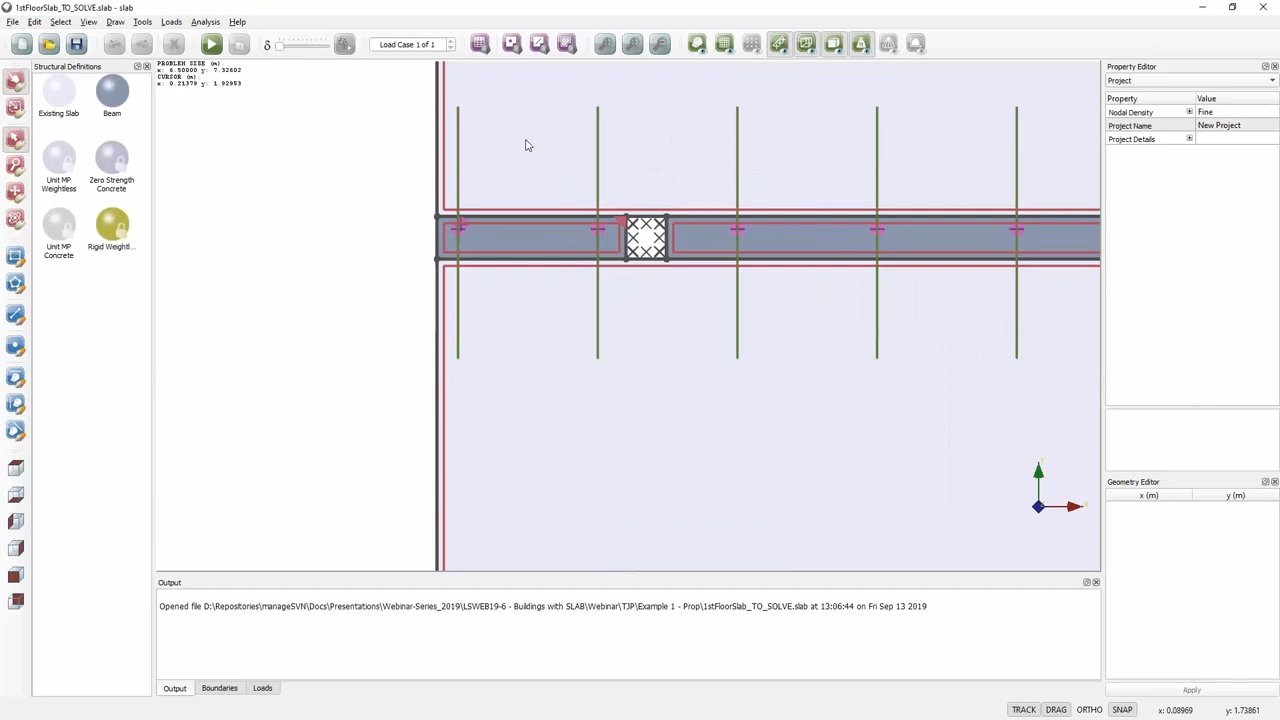 1stFloorSlab_TO_SOLVE.slab - slab
File Edit Select View Draw Tools Loads Analysis Help
δ Load Case 1 of 1
Structural Definitions
Existing Slab Beam
Unit MP Weightless
Zero Strength Concrete
Unit MP Concrete
Rigid Weightl...
PROBLEM SIZE (m)
x: 6.50000 y: 7.32602
CURSOR (m):
x: 0.21379 y: 1.92953
Output
Opened file D:\Repositories\manageSVN\Docs\Presentations\Webinar-Series_2019\LSWEB19-6 - Buildings with SLAB\Webinar\TJP\Example 1 - Prop\1stFloorSlab_TO_SOLVE.slab at 13:06:44 on Fri Sep 13 2019
Output Boundaries Loads
Property Editor
Project
Property Value
Nodal Density Fine
Project Name New Project
Project Details
Geometry Editor
x (m) y (m)
Apply
TRACK DRAG ORTHO SNAP x: 0.08969 y: 1.73861